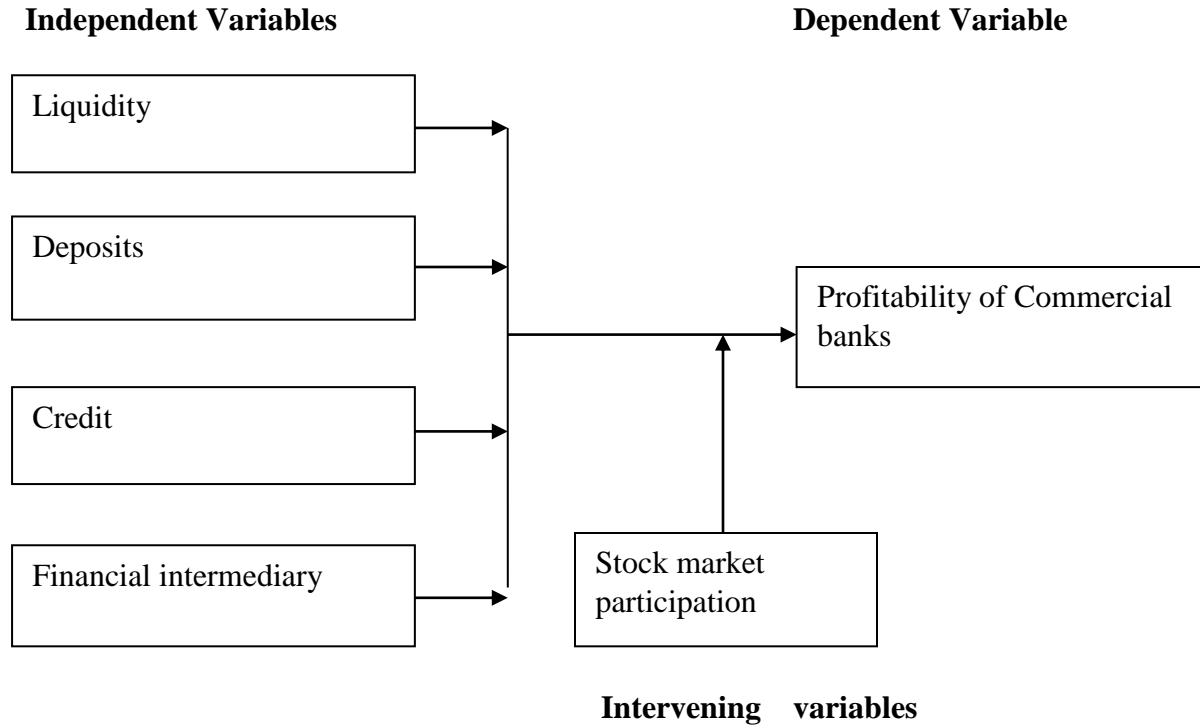 Independent Variables
Dependent Variable
Liquidity
Deposits
Profitability of Commercial
banks
Credit
Financial intermediary
Stock market
participation
Intervening variables